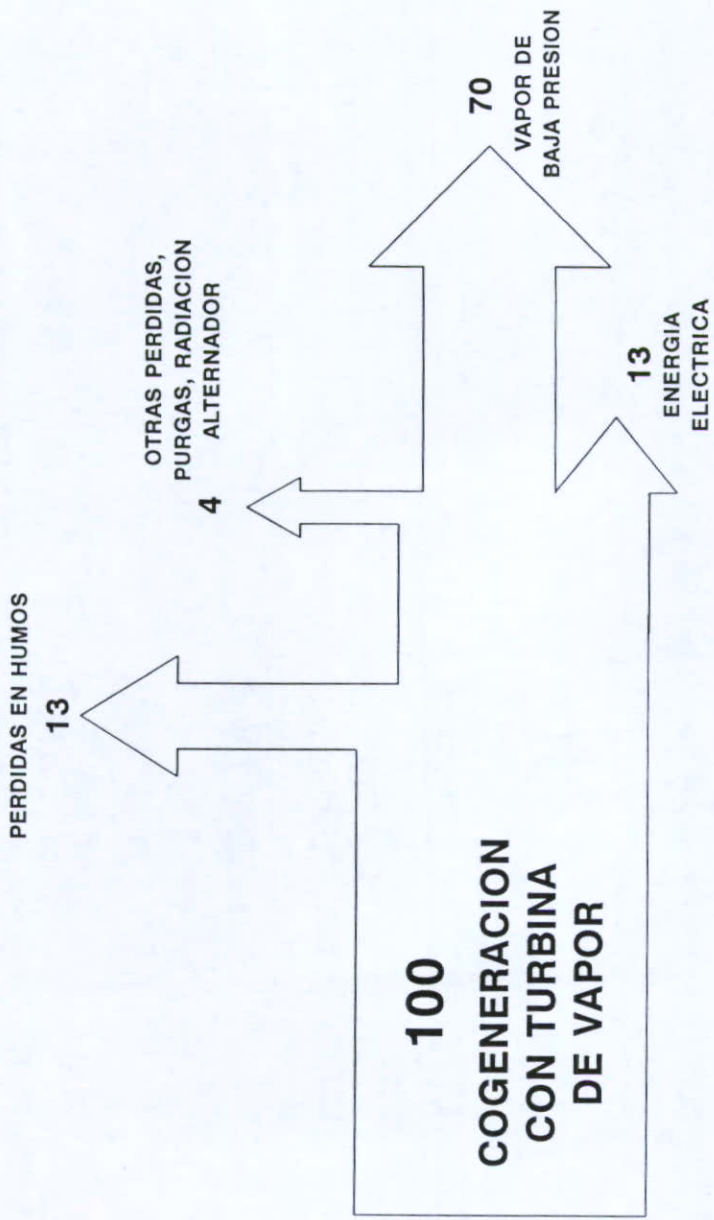 PERDIDAS EN HUMOS
13
OTRAS PERDIDAS,
PURGAS, RADIACION
ALTERNADOR
4
100
COGENERACION
CON TURBINA
DE VAPOR
70
VAPOR DE
BAJA PRESION
13
ENERGIA
ELECTRICA